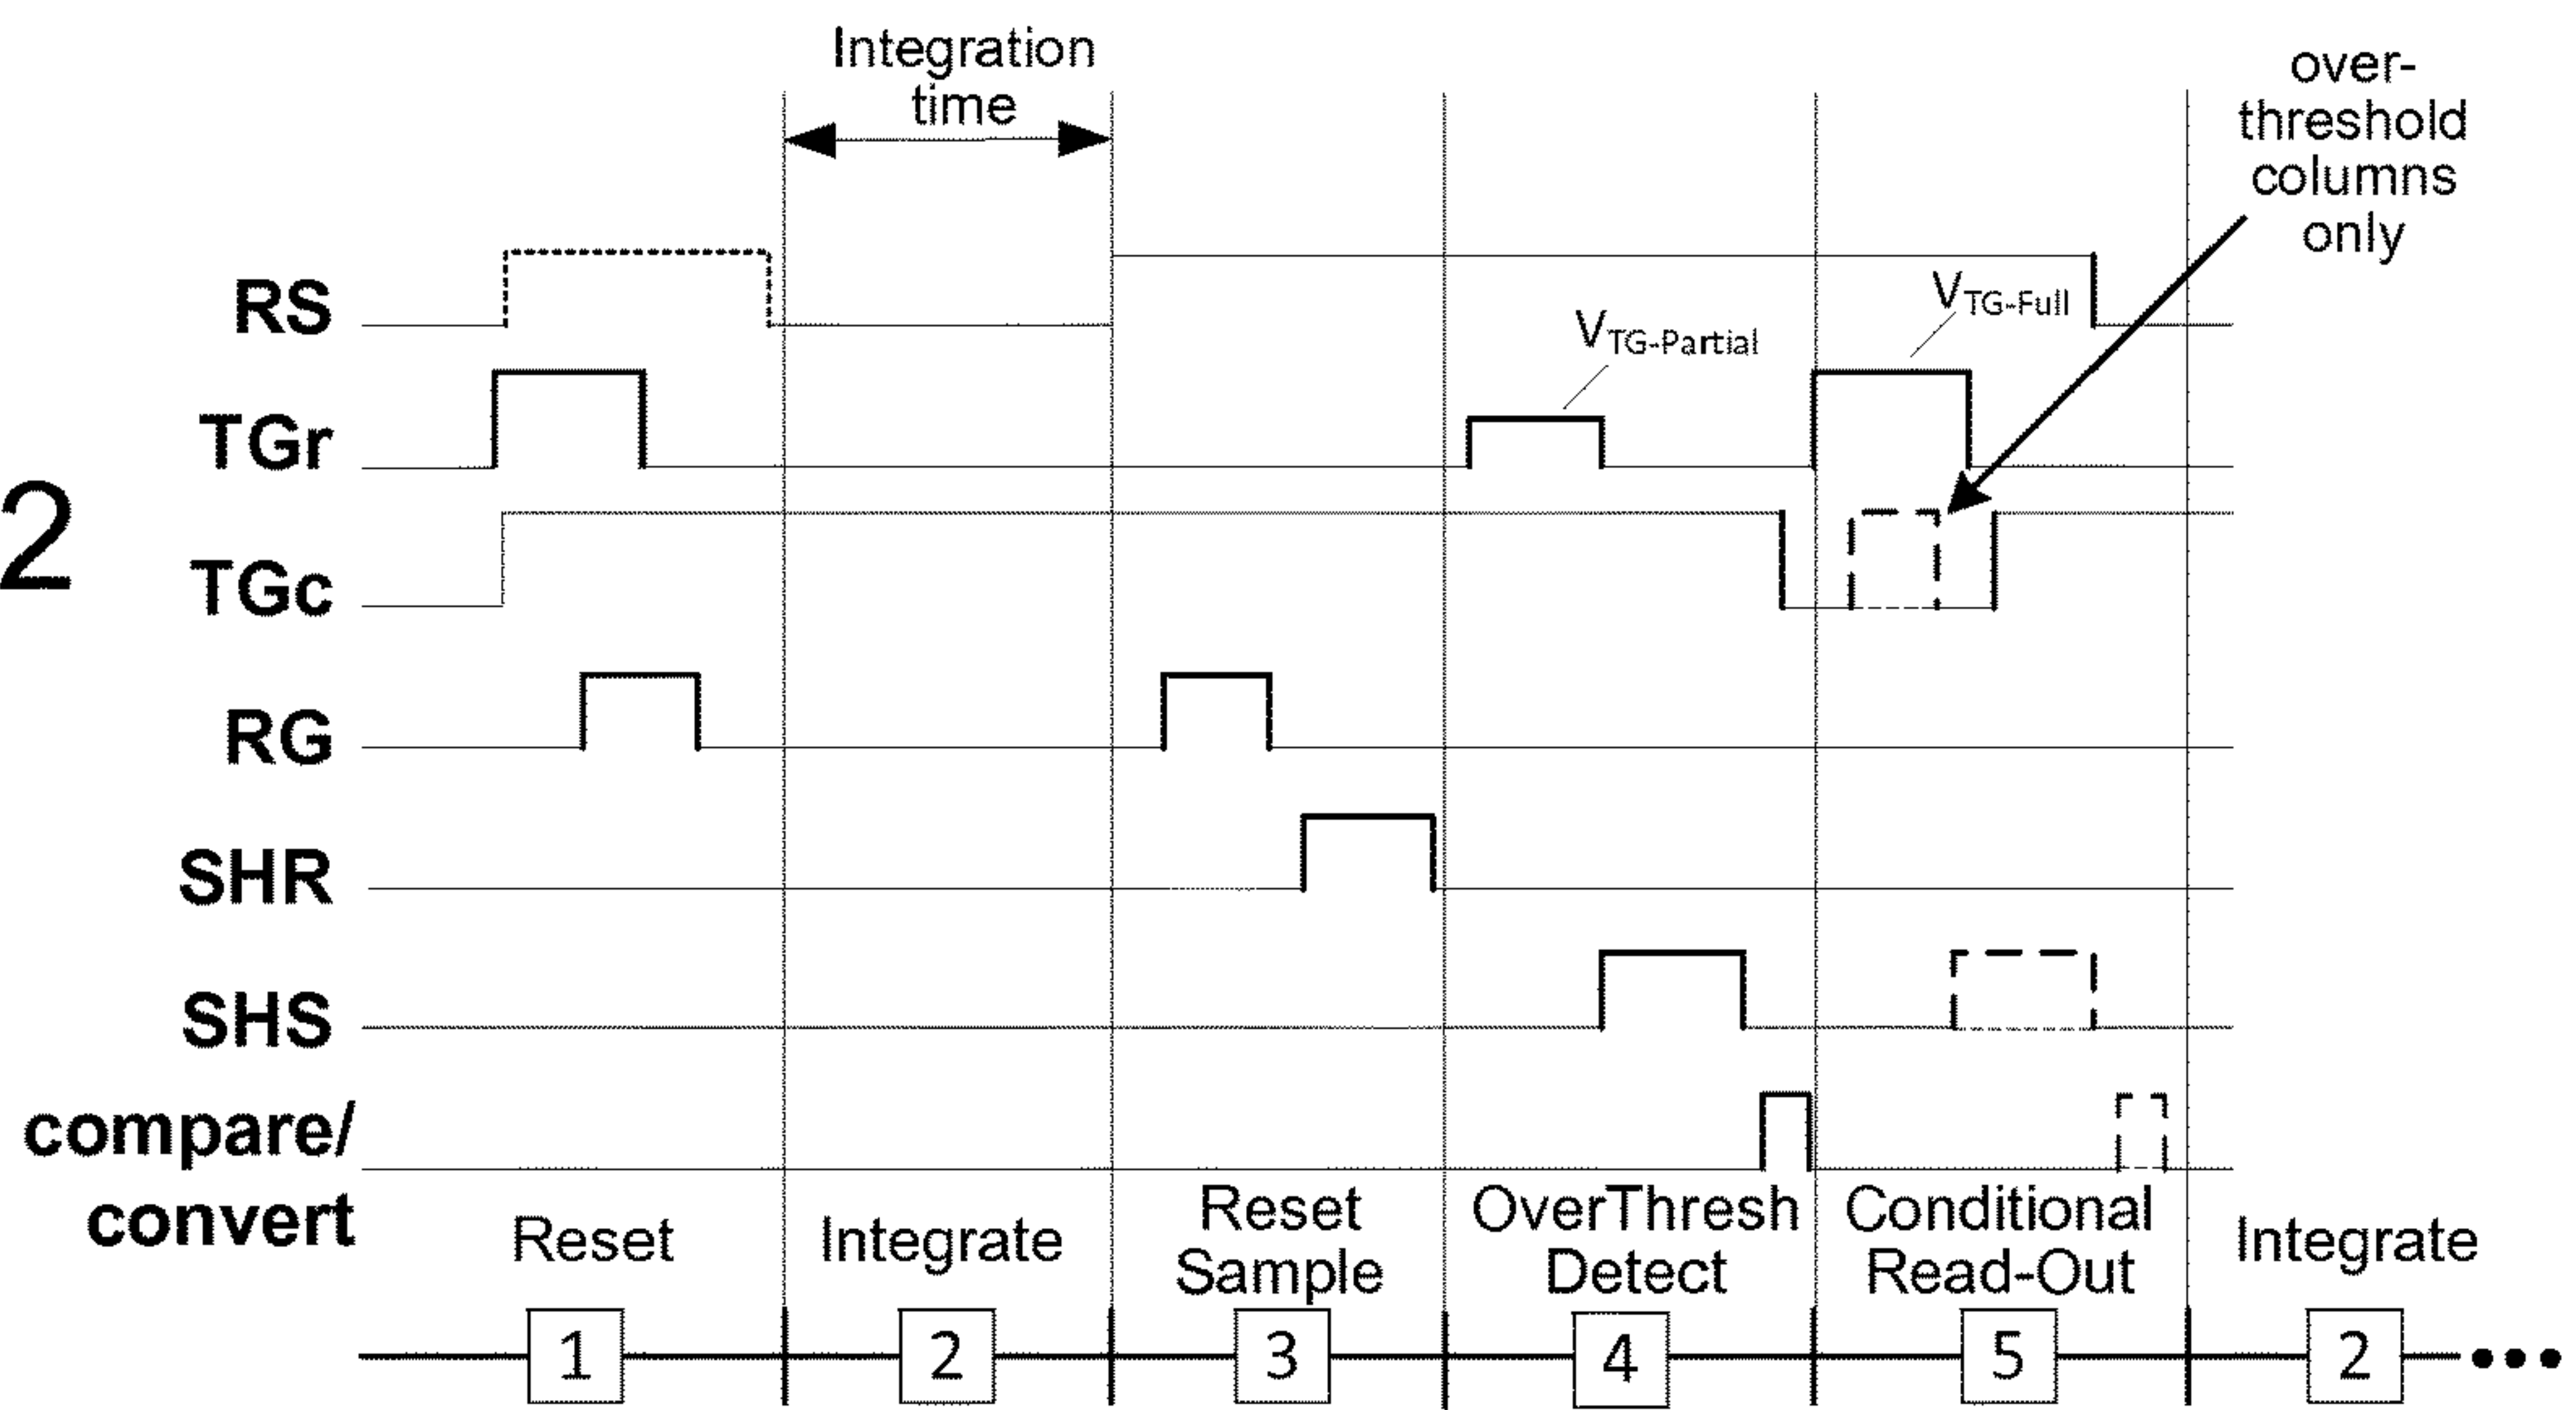 Integration
time
over-
threshold
columns
only
RS
VTG-Partial
VTG-Full
TGr
2
TGc
RG
SHR
SHS
compare/
convert
Reset
Integrate
Reset
Sample
OverThresh
Detect
Conditional
Read-Out
Integrate
1
2
3
4
5
2